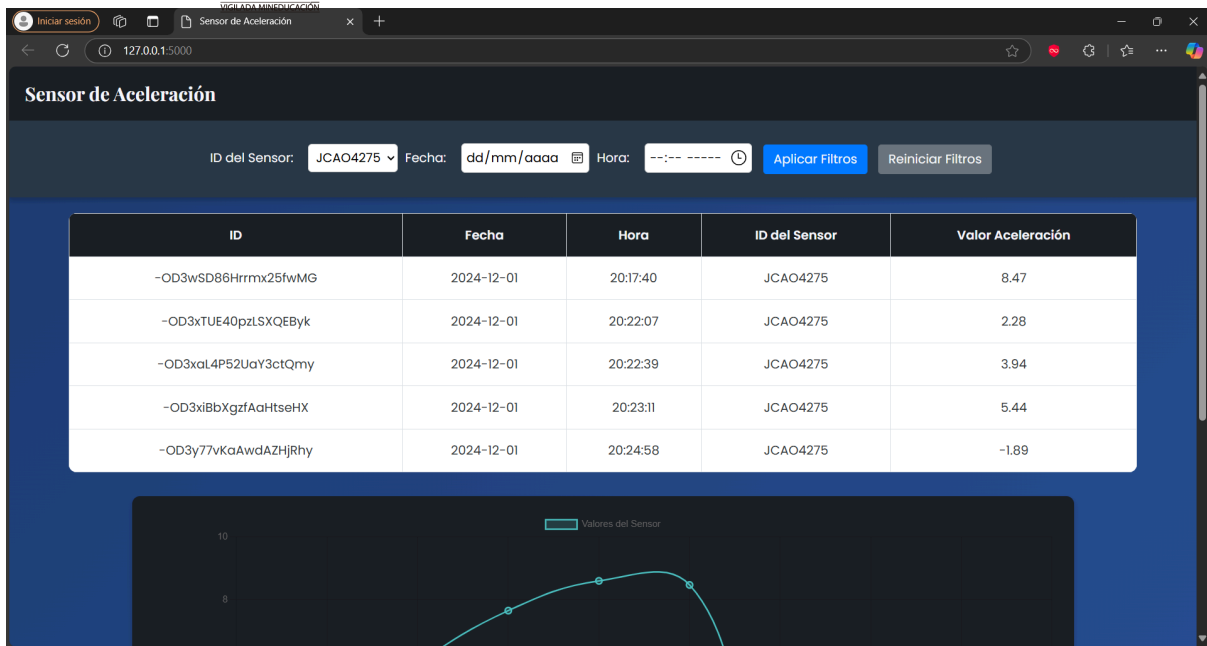 VIGILADA MINEDUCACIÓN
Iniciar sesión
Sensor de Aceleración
127.0.0.1:5000
Sensor de Aceleración
ID del Sensor: JCAO4275 Fecha: dd/mm/aaaa Hora: --:-- ----- Aplicar Filtros Reiniciar Filtros
ID Fecha Hora ID del Sensor Valor Aceleración
-OD3wSD86Hrrmx25fwMG 2024-12-01 20:17:40 JCAO4275 8.47
-OD3xTUE40pzLSXQEByk 2024-12-01 20:22:07 JCAO4275 2.28
-OD3xaL4P52UaY3ctQmy 2024-12-01 20:22:39 JCAO4275 3.94
-OD3xiBbXgzfAaHtseHX 2024-12-01 20:23:11 JCAO4275 5.44
-OD3y77vKaAwdAZHjRhy 2024-12-01 20:24:58 JCAO4275 -1.89
Valores del Sensor
10
8